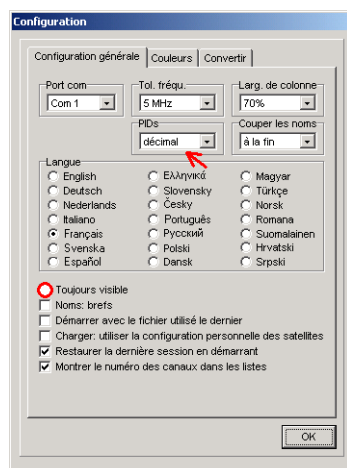 Configuration
Configuration générale Couleurs Convertir
Port com Tol. fréqu. Larg. de colonne
Com 1 5 MHz 70%
PIDs Couper les noms
décimal à la fin
Langue
English Ελληνικά Magyar
Deutsch Slovensky Türkçe
Nederlands Česky Norsk
Italiano Português Romana
Français Русский Suomalainen
Svenska Polski Hrvatski
Español Dansk Srpski
Toujours visible
Noms: brefs
Démarrer avec le fichier utilisé le dernier
Charger: utiliser la configuration personnelle des satellites
Restaurer la dernière session en démarrant
Montrer le numéro des canaux dans les listes
OK